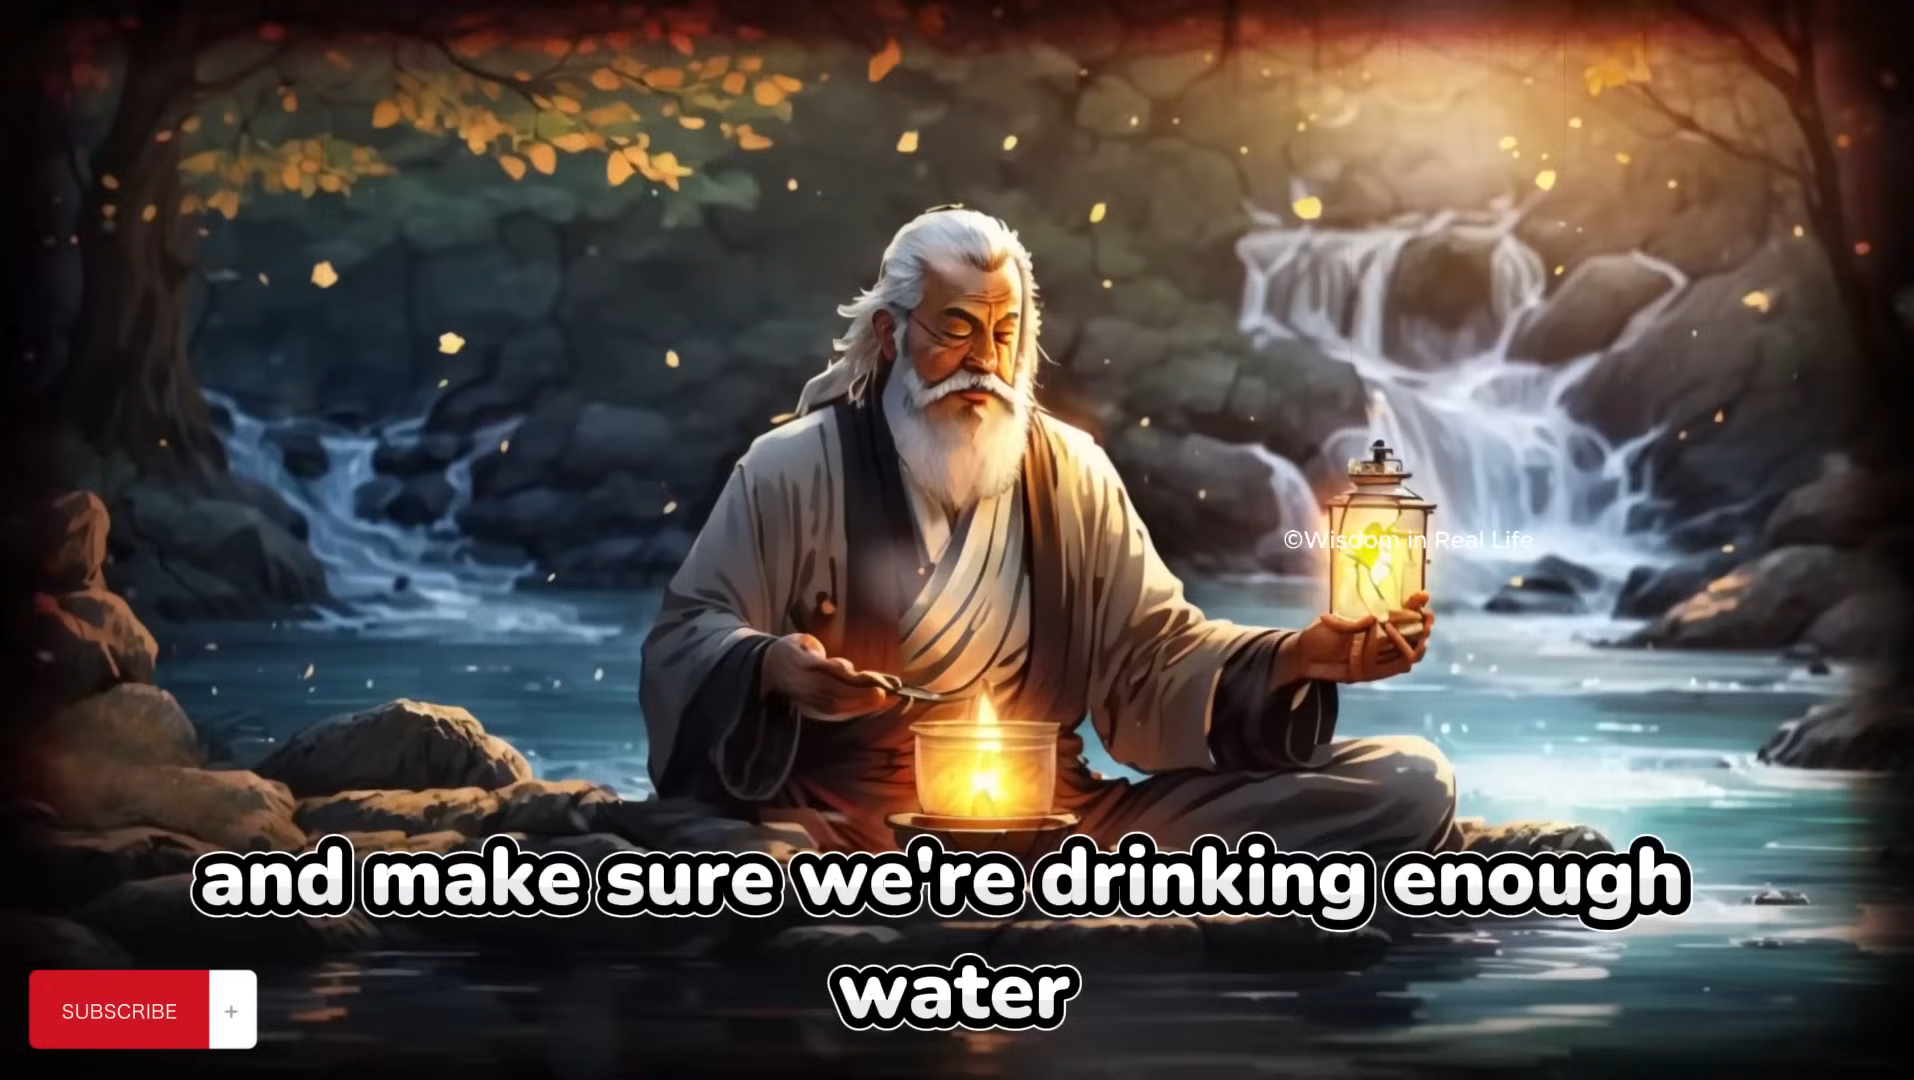 ©Wisdom in Real Life
and make sure we're drinking enough
water
SUBSCRIBE +